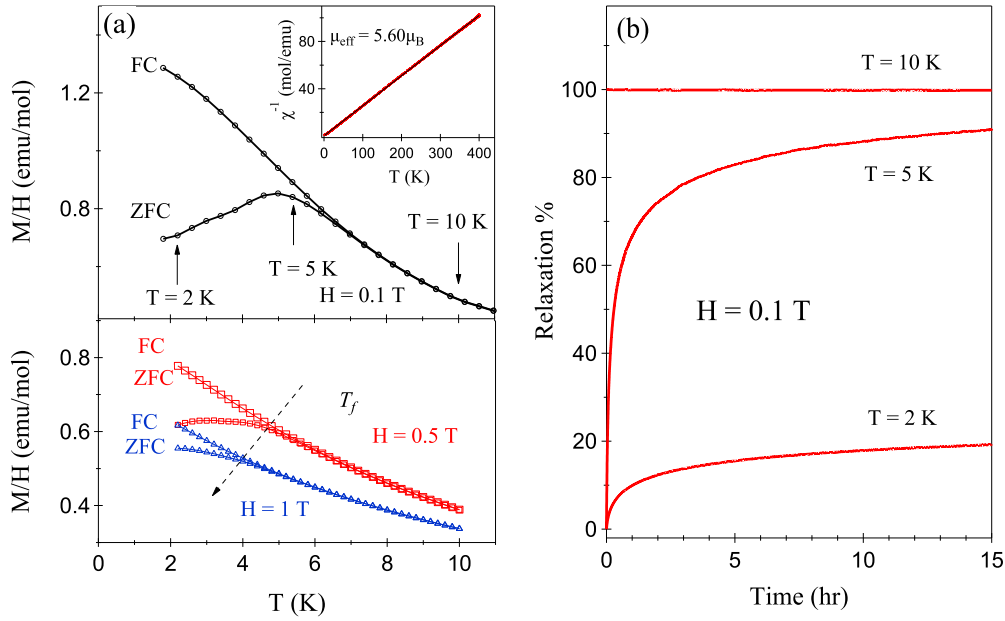 (a)
FC
ZFC
M/H (emu/mol)
1.2
0.8
T = 2 K
T = 5 K
T = 10 K
H = 0.1 T
μeff = 5.60μB
χ-1 (mol/emu)
80
40
0
0 100 200 300 400
T (K)
FC
ZFC
FC
ZFC
Tf
H = 0.5 T
H = 1 T
M/H (emu/mol)
0.8
0.6
0.4
0 2 4 6 8 10
T (K)
(b)
T = 10 K
T = 5 K
H = 0.1 T
T = 2 K
Relaxation %
100
80
60
40
20
0
0 5 10 15
Time (hr)